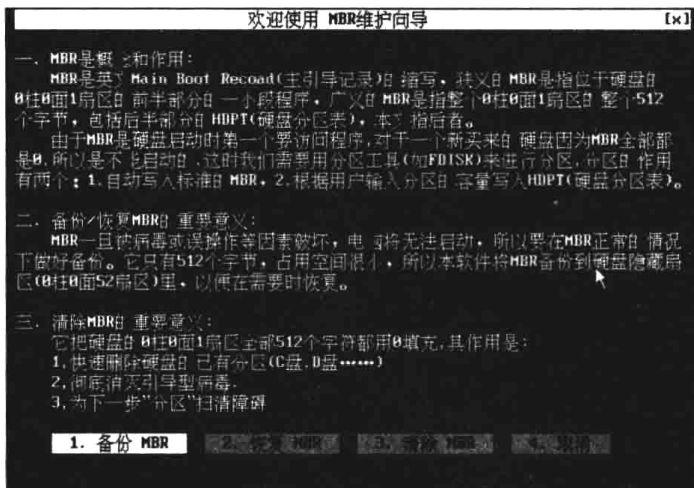 欢迎使用 MBR维护向导 [x]
一. MBR是概 和作用:
MBR是英 Main Boot Recoad(主引导记录)的 缩写, 狭义的 MBR是指位于硬盘的
0柱0面1扇区的 前半部分的 一小段程序, 广义的 MBR是指整个0柱0面1扇区的 整个512
个字节, 包括后半部分的 HDPT(硬盘分区表), 本 指后者。
由于MBR是硬盘启动时第一个要访问程序,对于一个新买来的 硬盘因为MBR全部都
是0,所以是不 启动的 .这时我们需要用分区工具(如FDISK)来进行分区,分区的 作用
有两个: 1.自动写入标准的 MBR, 2.根据用户输入分区的 容量写入HDPT(硬盘分区表)。
二. 备份/恢复MBR的 重要意义:
MBR一旦被病毒或误操作等因素破坏, 电 将无法启动, 所以要在MBR正常的 情况
下做好备份。它只有512个字节, 占用空间很小, 所以本软件将MBR备份到硬盘隐藏扇
区(0柱0面52扇区)里, 以便在需要时恢复。
三. 清除MBR的 重要意义:
它把硬盘的 0柱0面1扇区全部512个字符都用0填充,其作用是:
1,快速删除硬盘的 已有分区(C盘.D盘……)
2,彻底消灭引导型病毒.
3,为下一步"分区"扫清障碍
1. 备份 MBR 2. 恢复 MBR 3. 清除 MBR 4. 取消